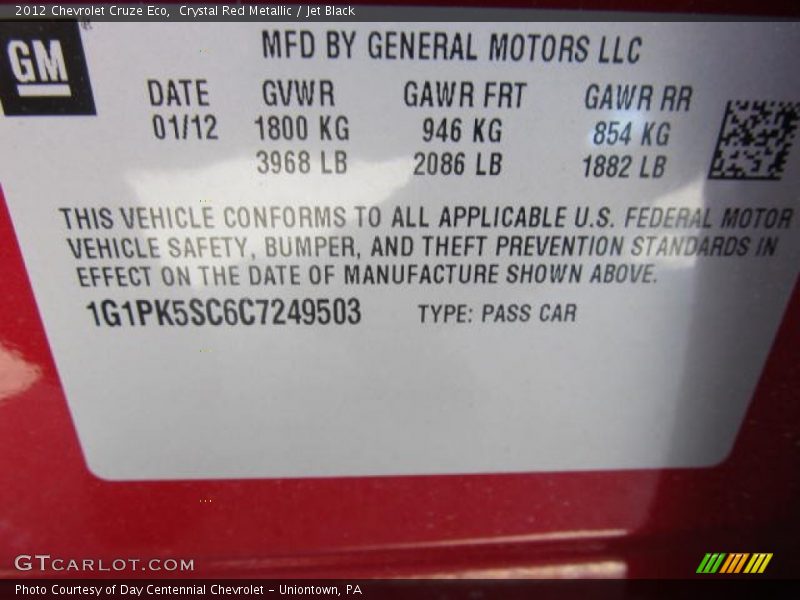 2012 Chevrolet Cruze Eco, Crystal Red Metallic / Jet Black
GM
MFD BY GENERAL MOTORS LLC
DATE GVWR GAWR FRT GAWR RR
01/12 1800 KG 946 KG 854 KG
3968 LB 2086 LB 1882 LB
THIS VEHICLE CONFORMS TO ALL APPLICABLE U.S. FEDERAL MOTOR
VEHICLE SAFETY, BUMPER, AND THEFT PREVENTION STANDARDS IN
EFFECT ON THE DATE OF MANUFACTURE SHOWN ABOVE.
1G1PK5SC6C7249503 TYPE: PASS CAR
GTCARLOT.COM
Photo Courtesy of Day Centennial Chevrolet - Uniontown, PA